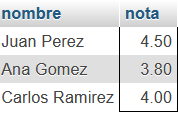 nombre nota
Juan Perez 4.50
Ana Gomez 3.80
Carlos Ramirez 4.00